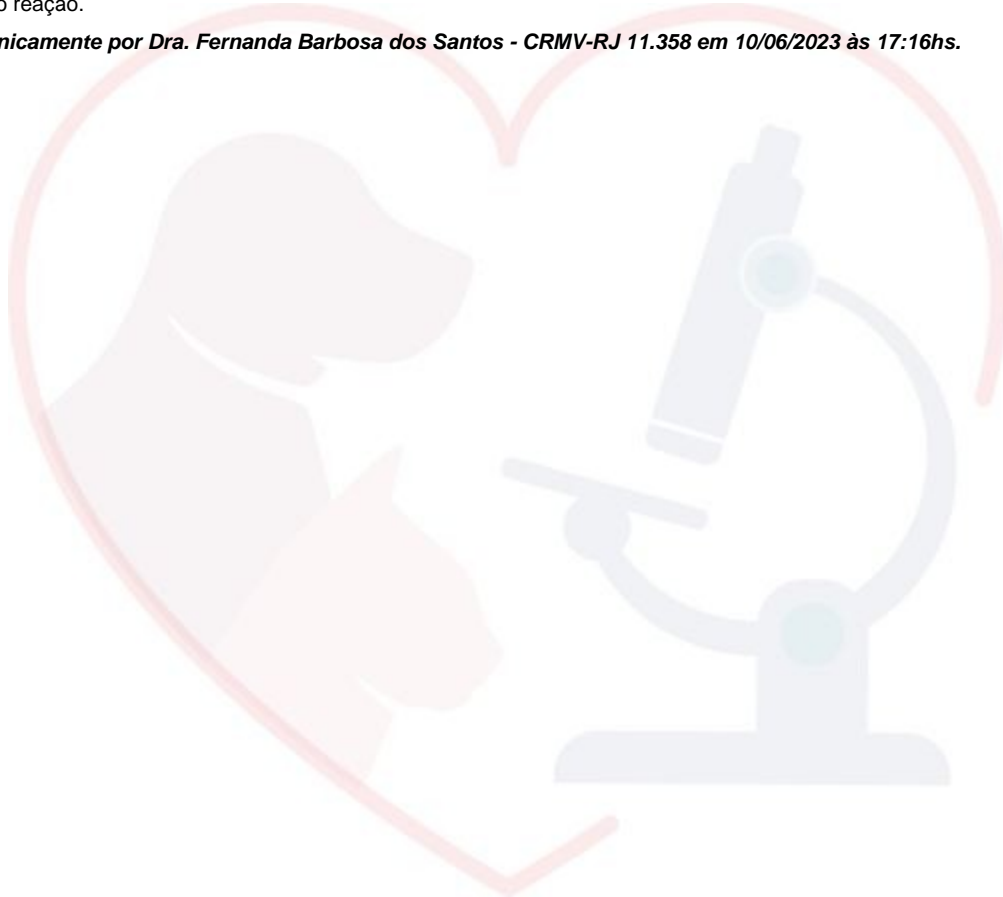 o reação.
nicamente por Dra. Fernanda Barbosa dos Santos - CRMV-RJ 11.358 em 10/06/2023 às 17:16hs.